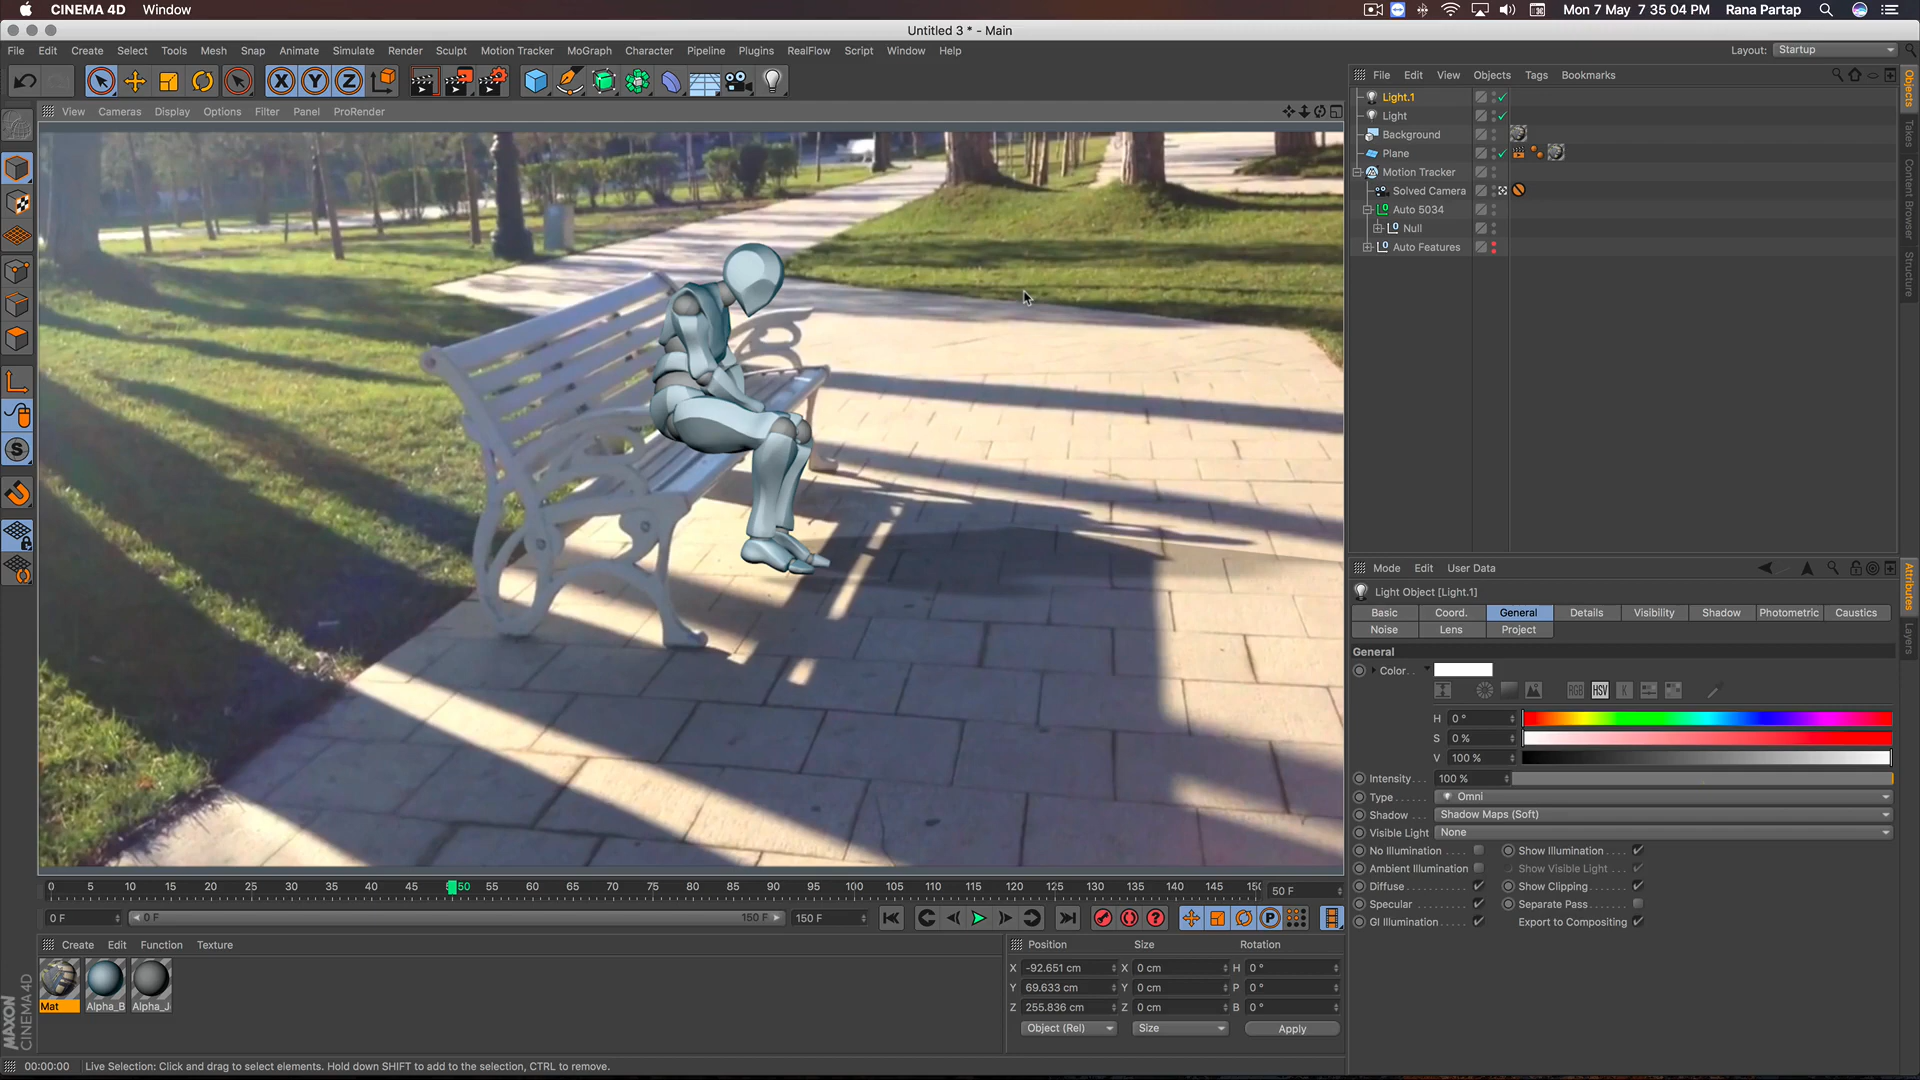 CINEMA 4D Window Mon 7 May 7 35 04 PM Rana Partap
Untitled 3 * - Main
File Edit Create Select Tools Mesh Snap Animate Simulate Render Sculpt Motion Tracker MoGraph Character Pipeline Plugins RealFlow Script Window Help Layout: Startup
File Edit View Objects Tags Bookmarks
View Cameras Display Options Filter Panel ProRender
Light.1
Light
Background
Plane
Motion Tracker
Solved Camera
Auto 5034
Null
Auto Features
Objects
Takes
Content Browser
Structure
Mode Edit User Data
Light Object [Light.1]
Basic Coord. General Details Visibility Shadow Photometric Caustics
Noise Lens Project
General
Color
RGB HSV K
H 0 °
S 0 %
V 100 %
Intensity 100 %
Type Omni
Shadow Shadow Maps (Soft)
Visible Light None
No Illumination Show Illumination
Ambient Illumination Show Visible Light
Diffuse Show Clipping
Specular Separate Pass
GI Illumination Export to Compositing
Attributes
Layers
0 5 10 15 20 25 30 35 40 45 50 55 60 65 70 75 80 85 90 95 100 105 110 115 120 125 130 135 140 145 50 F
0 F 0 F 150 F 150 F
Create Edit Function Texture
Mat Alpha_B Alpha_J
Position Size Rotation
X -92.651 cm X 0 cm H 0 °
Y 69.633 cm Y 0 cm P 0 °
Z 255.836 cm Z 0 cm B 0 °
Object (Rel) Size Apply
MAXON
CINEMA 4D
00:00:00 Live Selection: Click and drag to select elements. Hold down SHIFT to add to the selection, CTRL to remove.